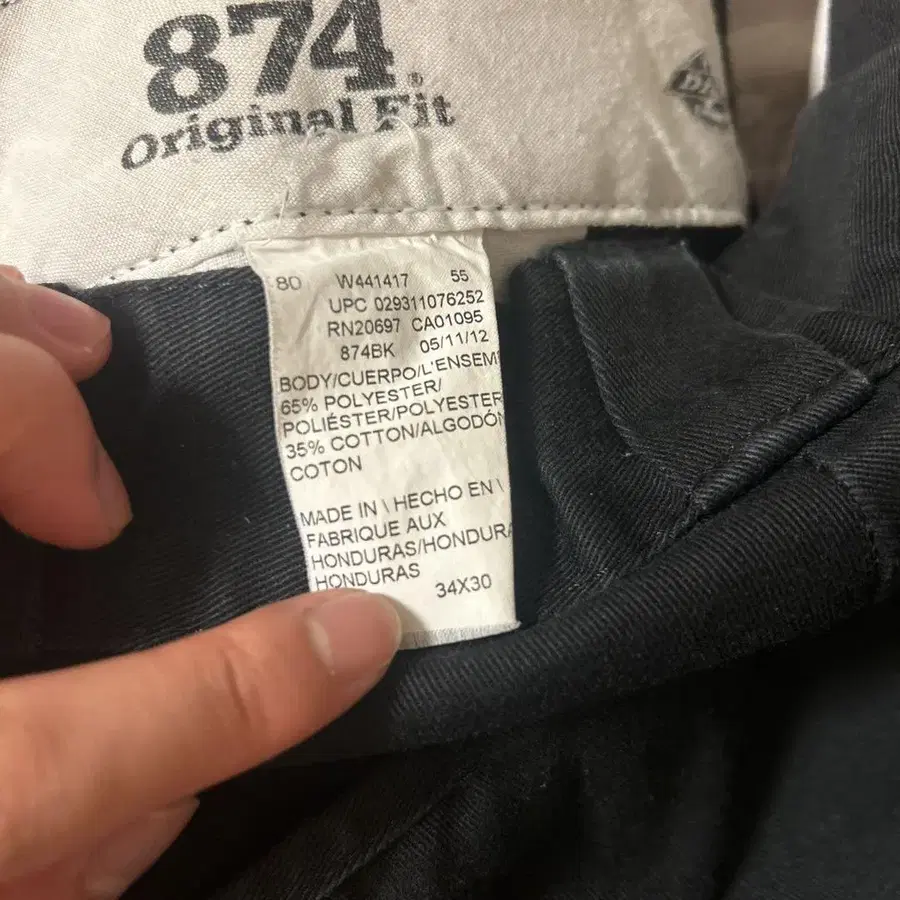 874®
Original Fit
80 W441417 55
UPC 029311076252
RN20697 CA01095
874BK 05/11/12
BODY/CUERPO/L'ENSEM
65% POLYESTER/
POLIÉSTER/POLYESTER
35% COTTON/ALGODÓN
COTON
MADE IN \ HECHO EN \
FABRIQUE AUX
HONDURAS/HONDURA
HONDURAS
34X30